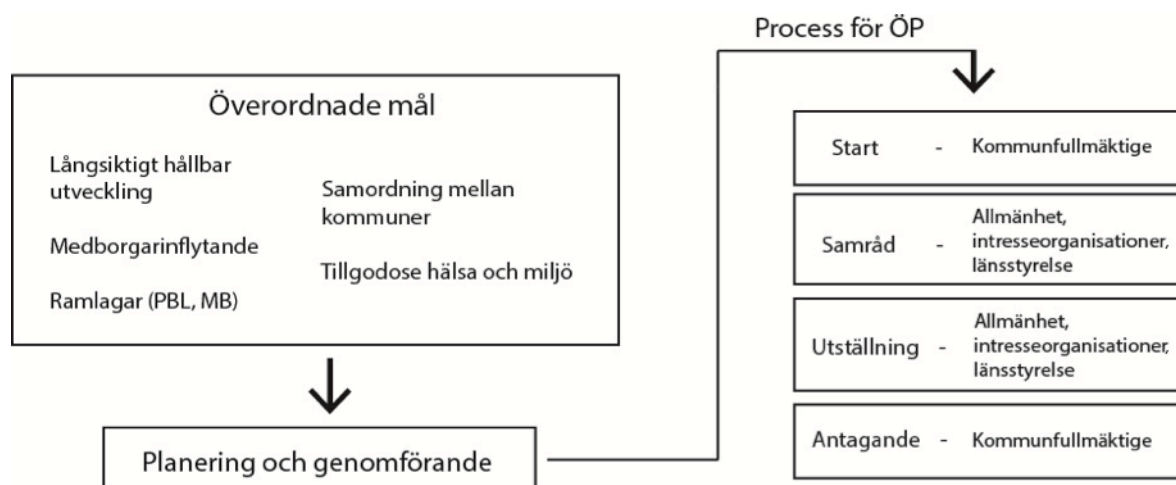 Överordnade mål
Långsiktigt hållbar
utveckling
Medborgarinflytande
Ramlagar (PBL, MB)
Samordning mellan
kommuner
Tillgodose hälsa och miljö
Planering och genomförande
Process för ÖP
Start - Kommunfullmäktige
Samråd - Allmänhet,
intresseorganisationer,
länsstyrelse
Utställning - Allmänhet,
intresseorganisationer,
länsstyrelse
Antagande - Kommunfullmäktige